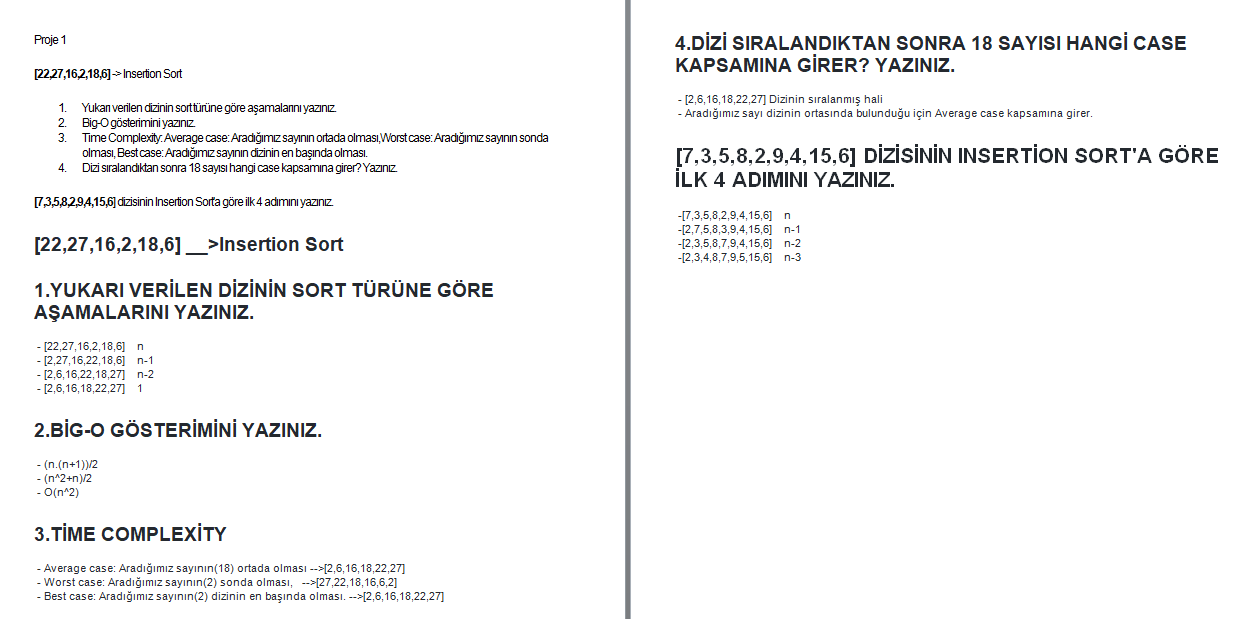 Proje 1
[22,27,16,2,18,6] -> Insertion Sort
1. Yukarı verilen dizinin sort türüne göre aşamalarını yazınız.
2. Big-O gösterimini yazınız.
3. Time Complexity: Average case: Aradığımız sayının ortada olması,Worst case: Aradığımız sayının sonda
olması, Best case: Aradığımız sayının dizinin en başında olması.
4. Dizi sıralandıktan sonra 18 sayısı hangi case kapsamına girer? Yazınız.
[7,3,5,8,2,9,4,15,6] dizisinin Insertion Sort'a göre ilk 4 adımını yazınız.
[22,27,16,2,18,6] __>Insertion Sort
1.YUKARI VERİLEN DİZİNİN SORT TÜRÜNE GÖRE
AŞAMALARINI YAZINIZ.
- [22,27,16,2,18,6] n
- [2,27,16,22,18,6] n-1
- [2,6,16,22,18,27] n-2
- [2,6,16,18,22,27] 1
2.BİG-O GÖSTERİMİNİ YAZINIZ.
- (n.(n+1))/2
- (n^2+n)/2
- O(n^2)
3.TİME COMPLEXİTY
- Average case: Aradığımız sayının(18) ortada olması -->[2,6,16,18,22,27]
- Worst case: Aradığımız sayının(2) sonda olması, -->[27,22,18,16,6,2]
- Best case: Aradığımız sayının(2) dizinin en başında olması. -->[2,6,16,18,22,27]
4.DİZİ SIRALANDIKTAN SONRA 18 SAYISI HANGİ CASE
KAPSAMINA GİRER? YAZINIZ.
- [2,6,16,18,22,27] Dizinin sıralanmış hali
- Aradığımız sayı dizinin ortasında bulunduğu için Average case kapsamına girer.
[7,3,5,8,2,9,4,15,6] DİZİSİNİN INSERTİON SORT'A GÖRE
İLK 4 ADIMINI YAZINIZ.
-[7,3,5,8,2,9,4,15,6] n
-[2,7,5,8,3,9,4,15,6] n-1
-[2,3,5,8,7,9,4,15,6] n-2
-[2,3,4,8,7,9,5,15,6] n-3